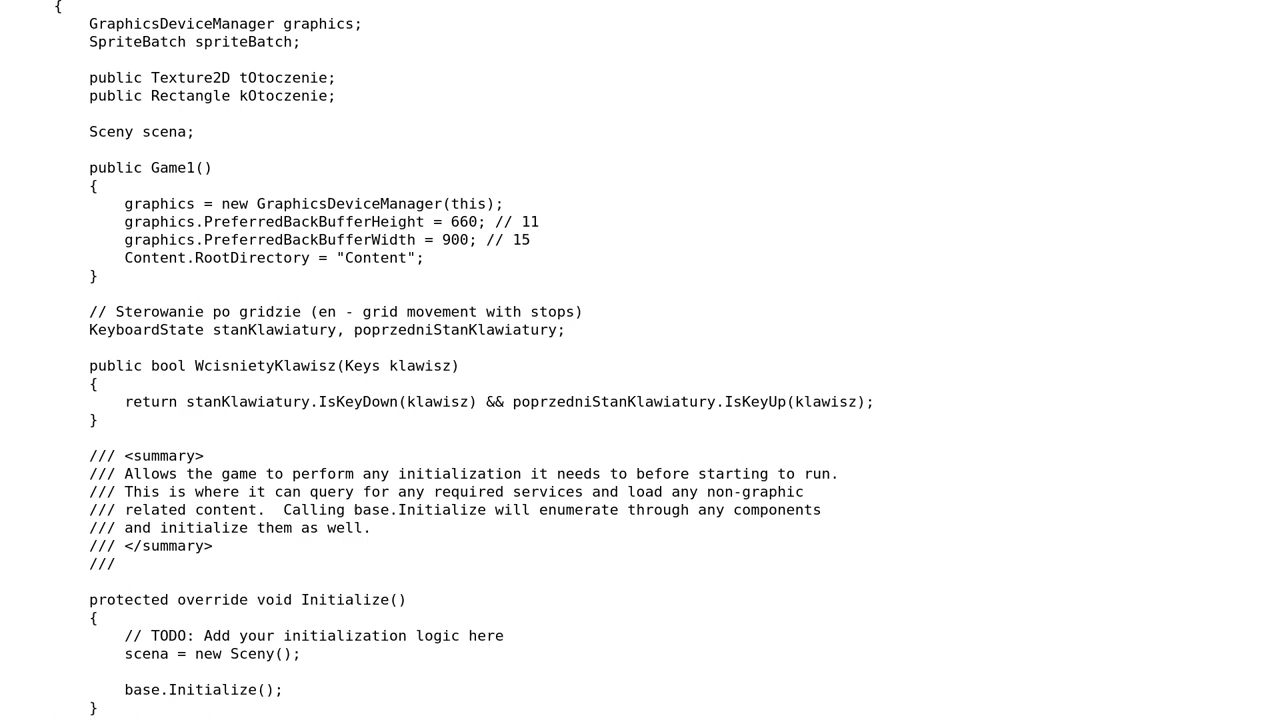 {
    GraphicsDeviceManager graphics;
    SpriteBatch spriteBatch;

    public Texture2D tOtoczenie;
    public Rectangle kOtoczenie;

    Sceny scena;

    public Game1()
    {
        graphics = new GraphicsDeviceManager(this);
        graphics.PreferredBackBufferHeight = 660; // 11
        graphics.PreferredBackBufferWidth = 900; // 15
        Content.RootDirectory = "Content";
    }

    // Sterowanie po gridzie (en - grid movement with stops)
    KeyboardState stanKlawiatury, poprzedniStanKlawiatury;

    public bool WcisnietyKlawisz(Keys klawisz)
    {
        return stanKlawiatury.IsKeyDown(klawisz) && poprzedniStanKlawiatury.IsKeyUp(klawisz);
    }

    /// <summary>
    /// Allows the game to perform any initialization it needs to before starting to run.
    /// This is where it can query for any required services and load any non-graphic
    /// related content.  Calling base.Initialize will enumerate through any components
    /// and initialize them as well.
    /// </summary>
    ///

    protected override void Initialize()
    {
        // TODO: Add your initialization logic here
        scena = new Sceny();

        base.Initialize();
    }